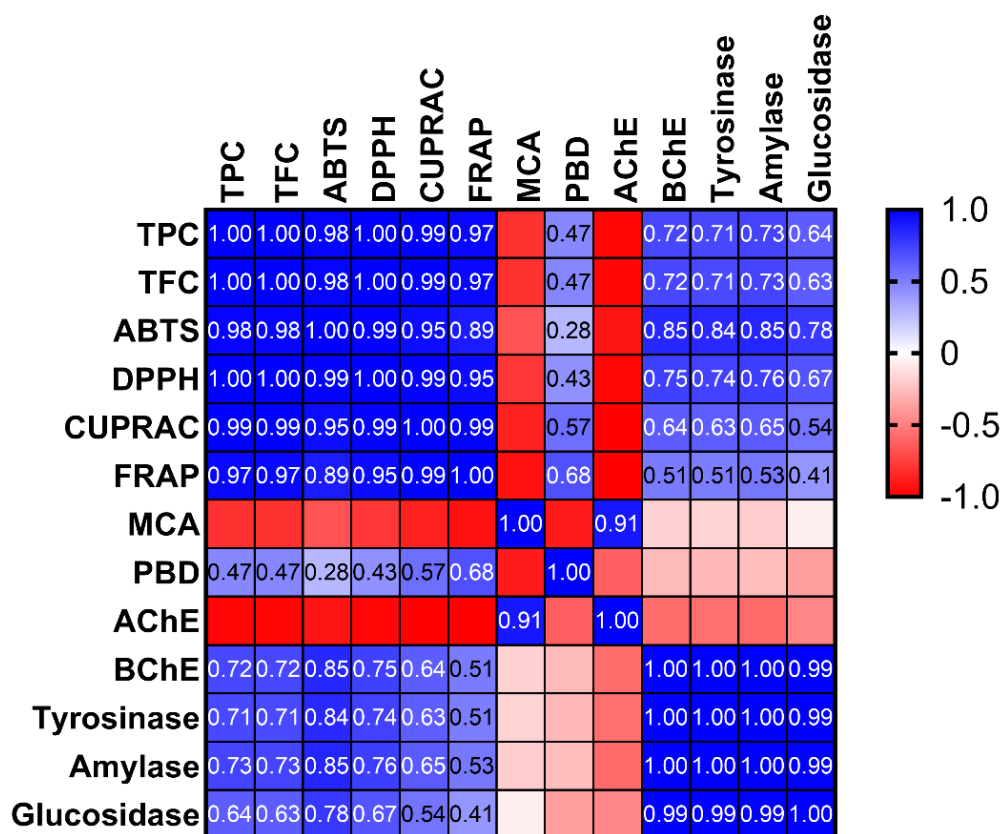 TPC TFC ABTS DPPH CUPRAC FRAP MCA PBD AChE BChE Tyrosinase Amylase Glucosidase
TPC 1.00 1.00 0.98 1.00 0.99 0.97 0.47 0.72 0.71 0.73 0.64
TFC 1.00 1.00 0.98 1.00 0.99 0.97 0.47 0.72 0.71 0.73 0.63
ABTS 0.98 0.98 1.00 0.99 0.95 0.89 0.28 0.85 0.84 0.85 0.78
DPPH 1.00 1.00 0.99 1.00 0.99 0.95 0.43 0.75 0.74 0.76 0.67
CUPRAC 0.99 0.99 0.95 0.99 1.00 0.99 0.57 0.64 0.63 0.65 0.54
FRAP 0.97 0.97 0.89 0.95 0.99 1.00 0.68 0.51 0.51 0.53 0.41
MCA 1.00 0.91
PBD 0.47 0.47 0.28 0.43 0.57 0.68 1.00
AChE 0.91 1.00
BChE 0.72 0.72 0.85 0.75 0.64 0.51 1.00 1.00 1.00 0.99
Tyrosinase 0.71 0.71 0.84 0.74 0.63 0.51 1.00 1.00 1.00 0.99
Amylase 0.73 0.73 0.85 0.76 0.65 0.53 1.00 1.00 1.00 0.99
Glucosidase 0.64 0.63 0.78 0.67 0.54 0.41 0.99 0.99 0.99 1.00
1.0
0.5
0
-0.5
-1.0